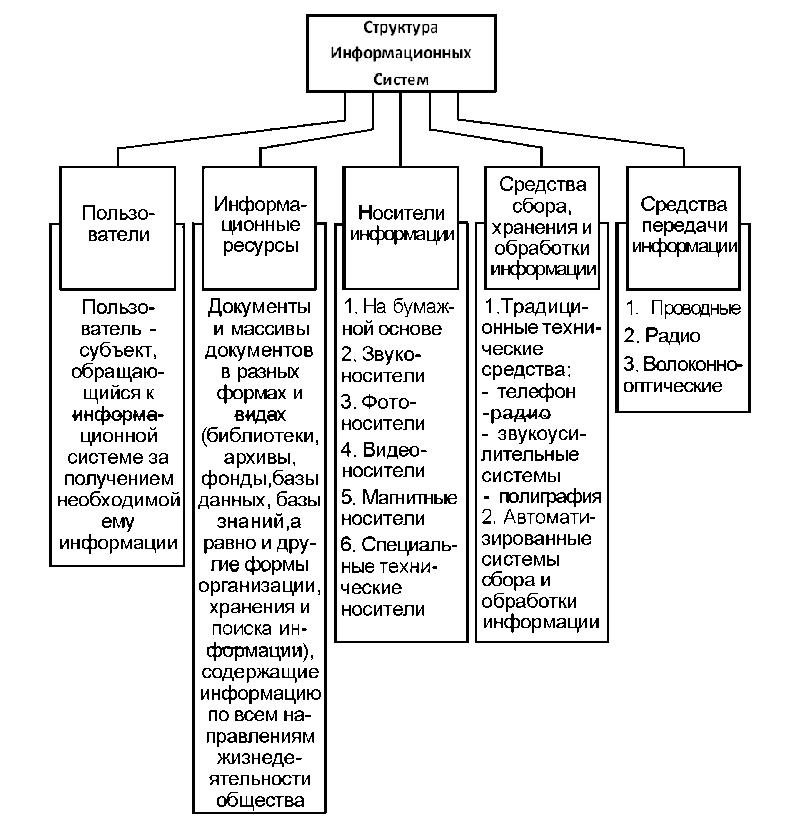 Структура
Информационных
Систем
Пользо-
ватели
Пользо-
ватель -
субъект,
обращаю-
щийся к
информа-
ционной
системе за
получением
необходимой
ему
информации
Информа-
ционные
ресурсы
Документы
и массивы
документов
в разных
формах и
видах
(библиотеки,
архивы,
фонды,базы
данных, базы
знаний,а
равно и дру-
гие формы
организации,
хранения и
поиска ин-
формации),
содержащие
информацию
по всем на-
правлениям
жизнеде-
ятельности
общества
Носители
информации
1. На бумаж-
ной основе
2. Звуко-
носители
3. Фото-
носители
4. Видео-
носители
5. Магнитные
носители
6. Специаль-
ные техни-
ческие
носители
Средства
сбора,
хранения и
обработки
информации
1.Традици-
онные техни-
ческие
средства:
- телефон
-радио
- звукоуси-
лительные
системы
- полиграфия
2. Автомати-
зированные
системы
сбора и
обработки
информации
Средства
передачи
информации
1. Проводные
2. Радио
3. Волоконно-
оптические